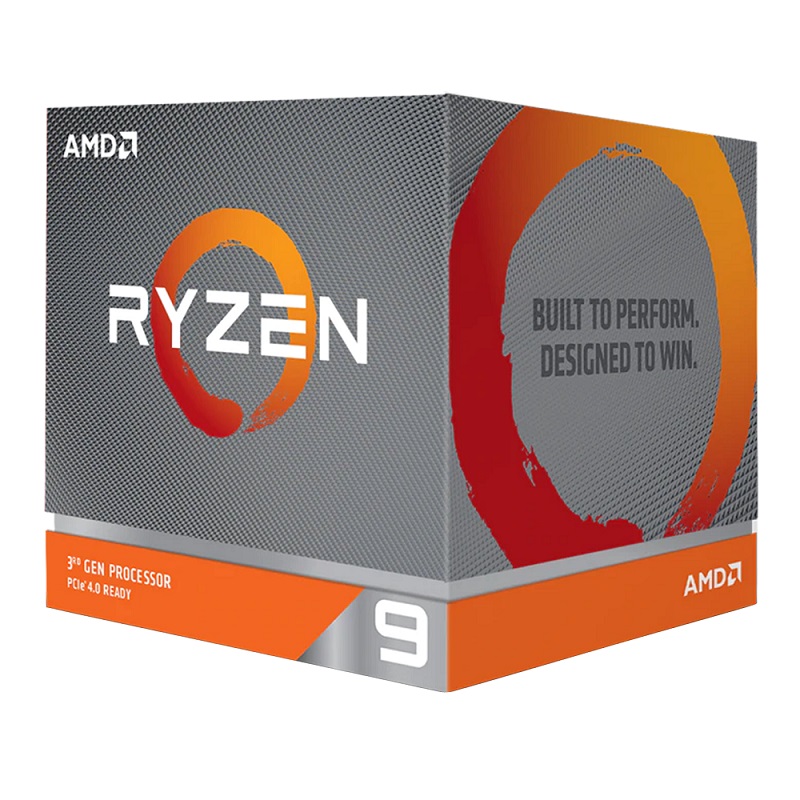 AMD
RYZEN
3RD GEN PROCESSOR
PCIe® 4.0 READY
9
BUILT TO PERFORM.
DESIGNED TO WIN.
AMD